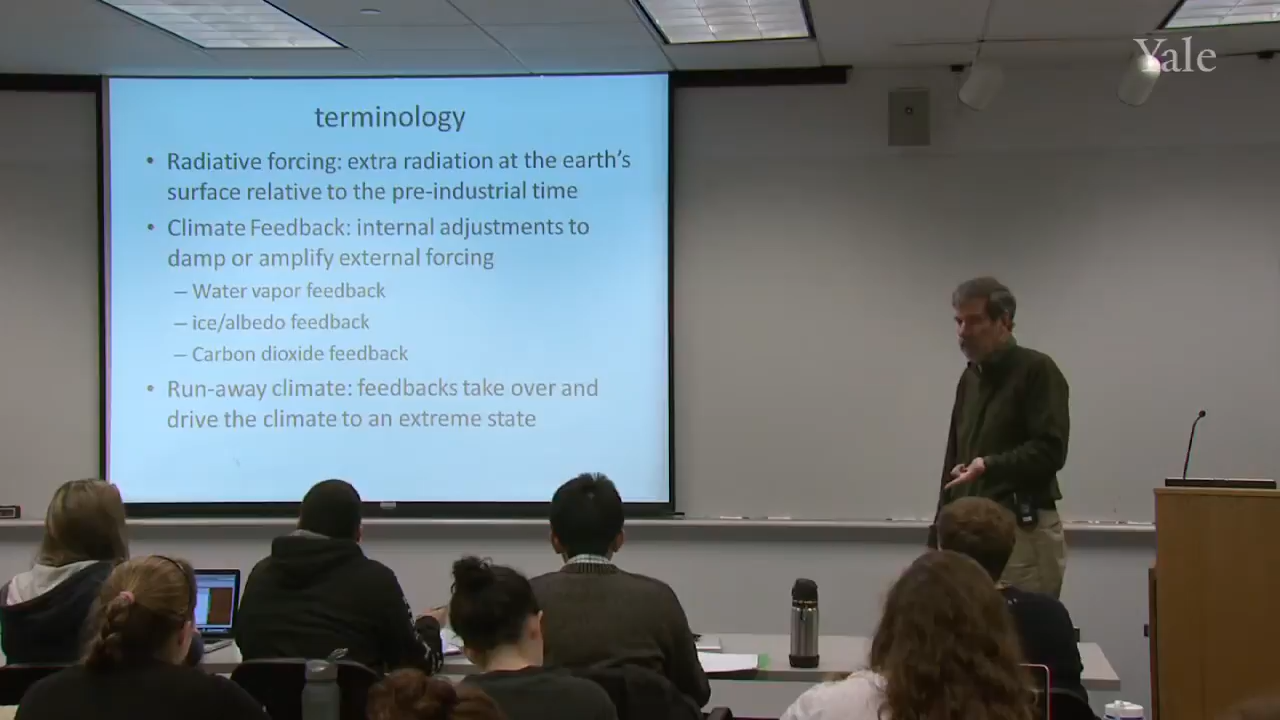 Yale
terminology
• Radiative forcing: extra radiation at the earth's
surface relative to the pre-industrial time
• Climate Feedback: internal adjustments to
damp or amplify external forcing
– Water vapor feedback
– ice/albedo feedback
– Carbon dioxide feedback
• Run-away climate: feedbacks take over and
drive the climate to an extreme state